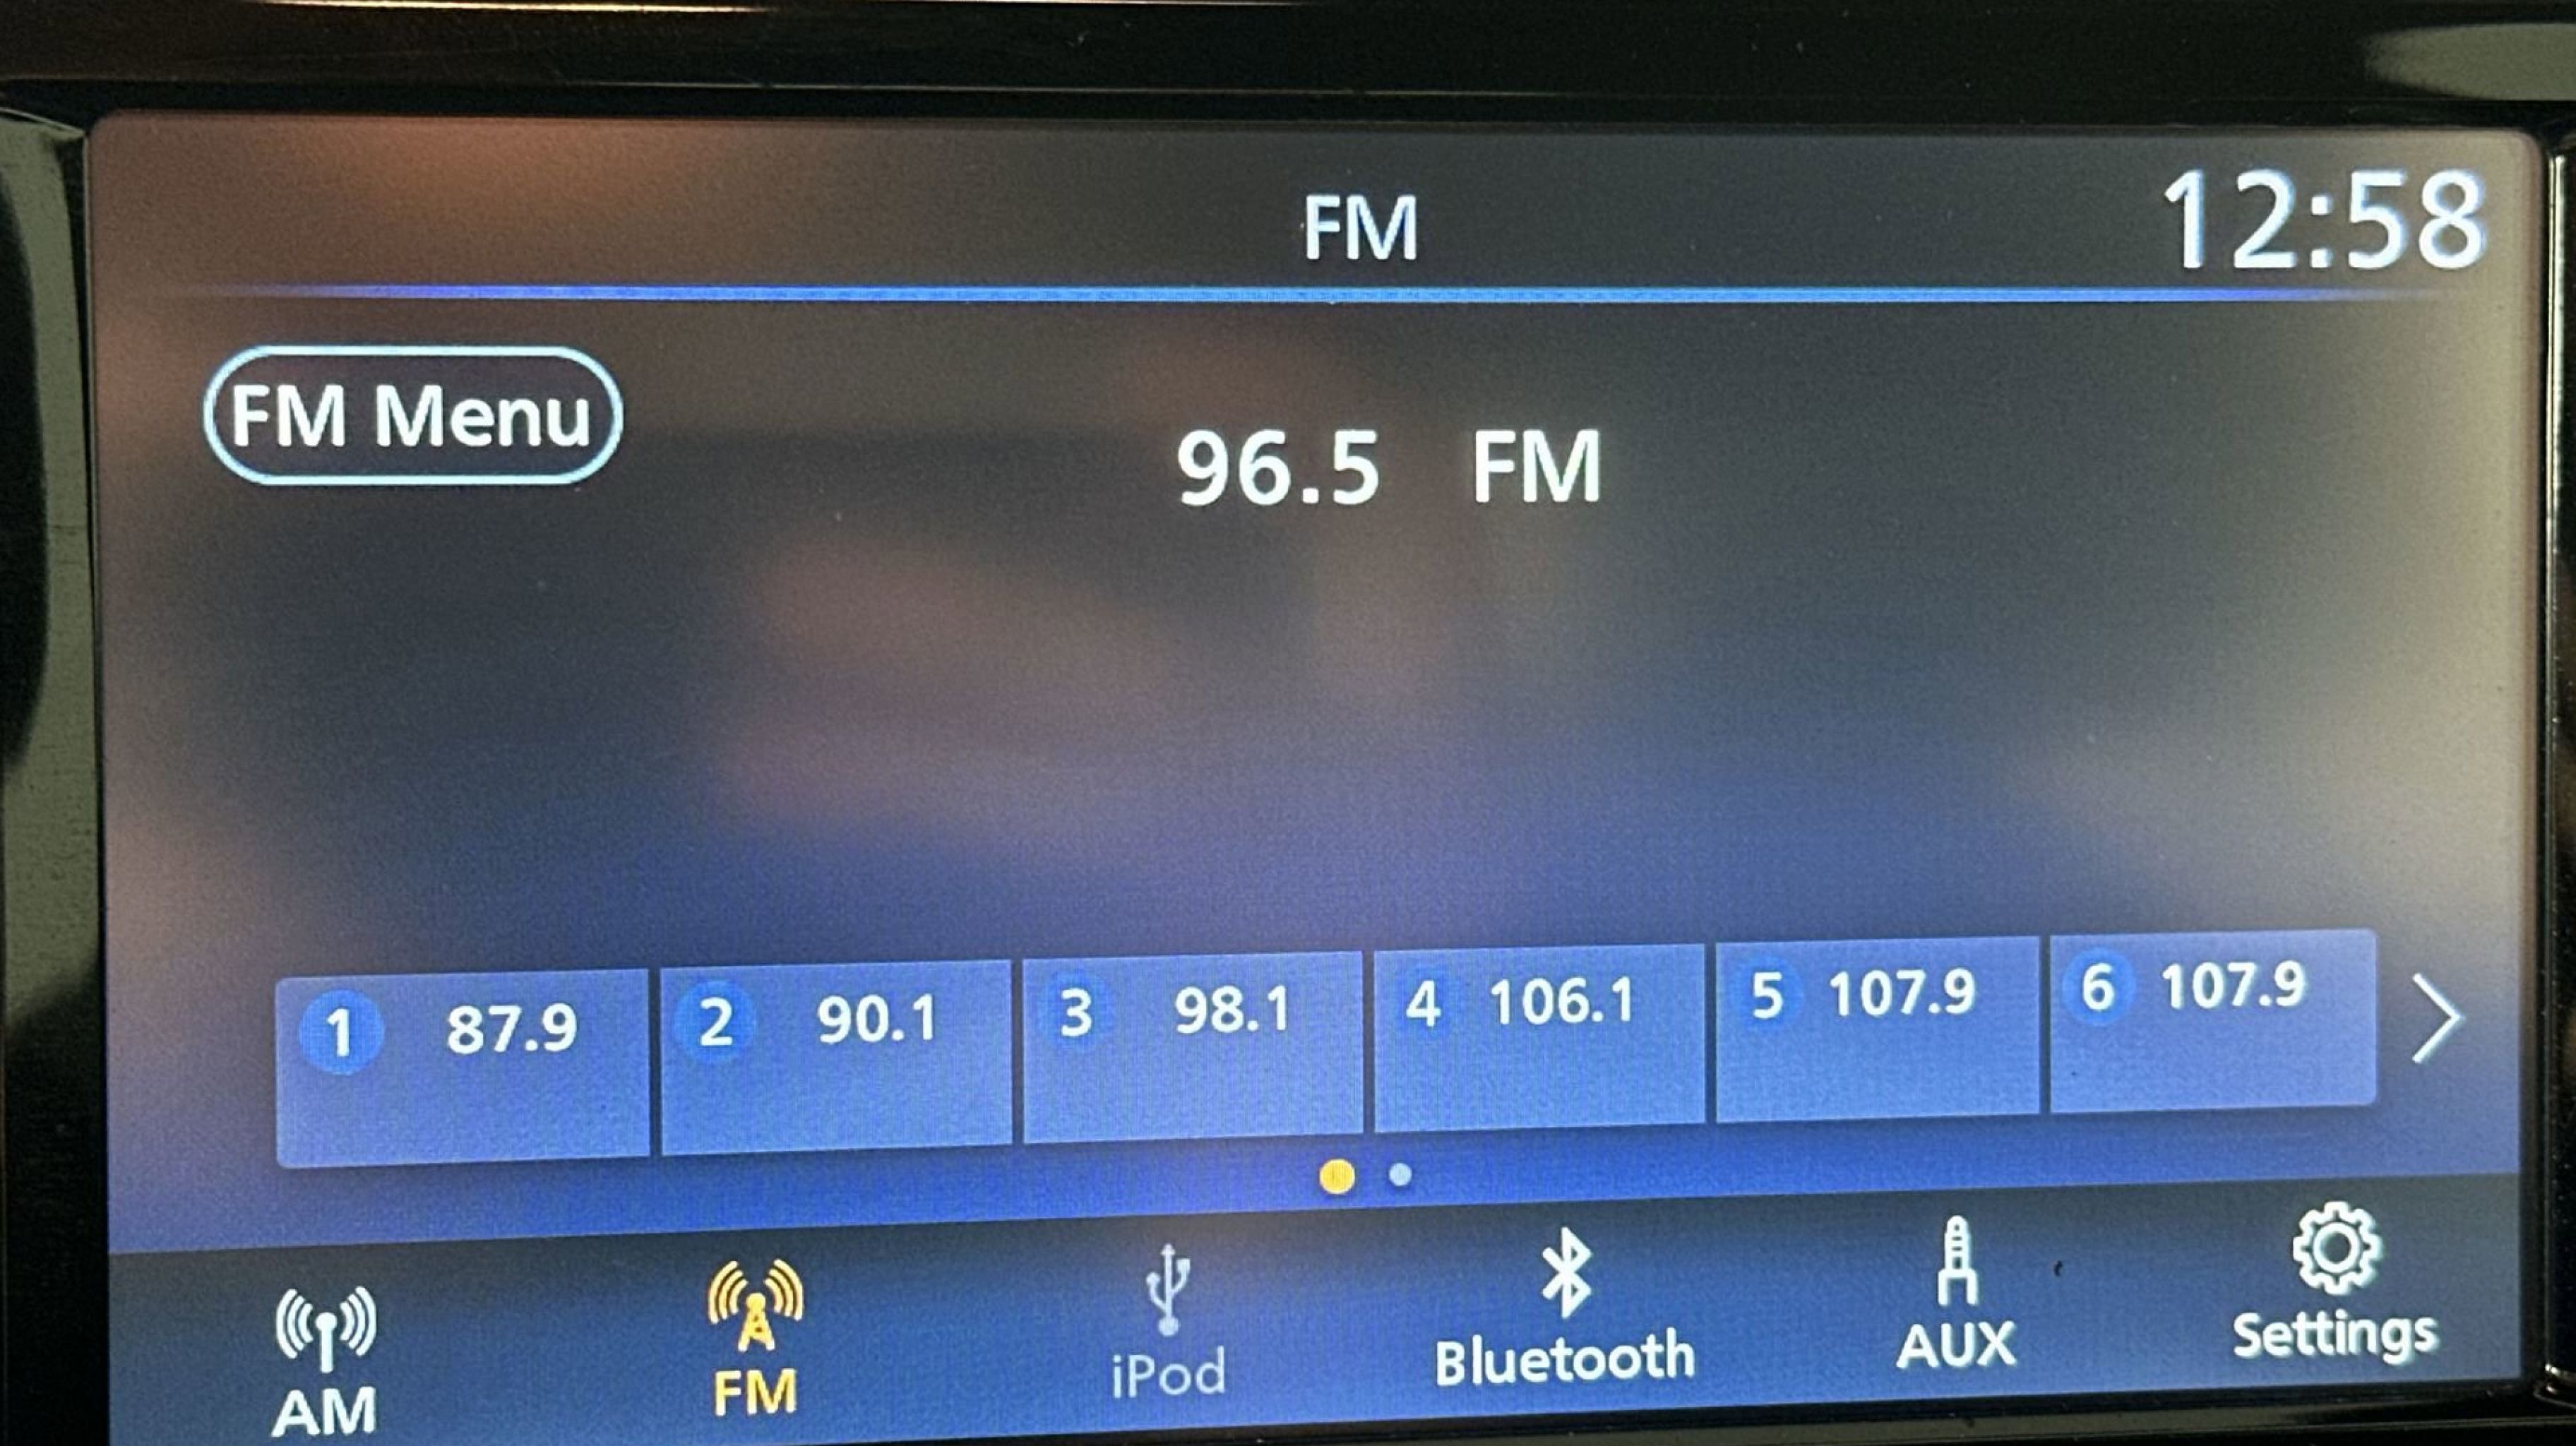 FM 12:58
FM Menu
96.5 FM
1 87.9 2 90.1 3 98.1 4 106.1 5 107.9 6 107.9
AM FM iPod Bluetooth AUX Settings